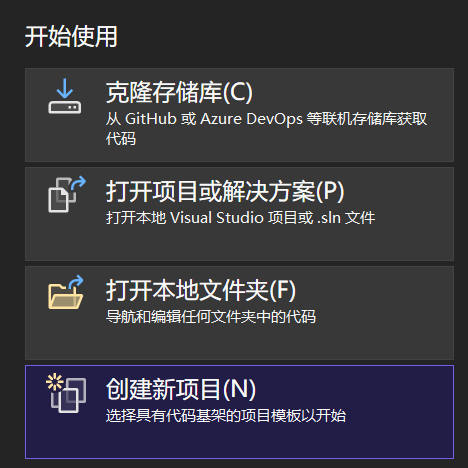 开始使用
克隆存储库(C)
从 GitHub 或 Azure DevOps 等联机存储库获取
代码
打开项目或解决方案(P)
打开本地 Visual Studio 项目或 .sln 文件
打开本地文件夹(F)
导航和编辑任何文件夹中的代码
创建新项目(N)
选择具有代码基架的项目模板以开始